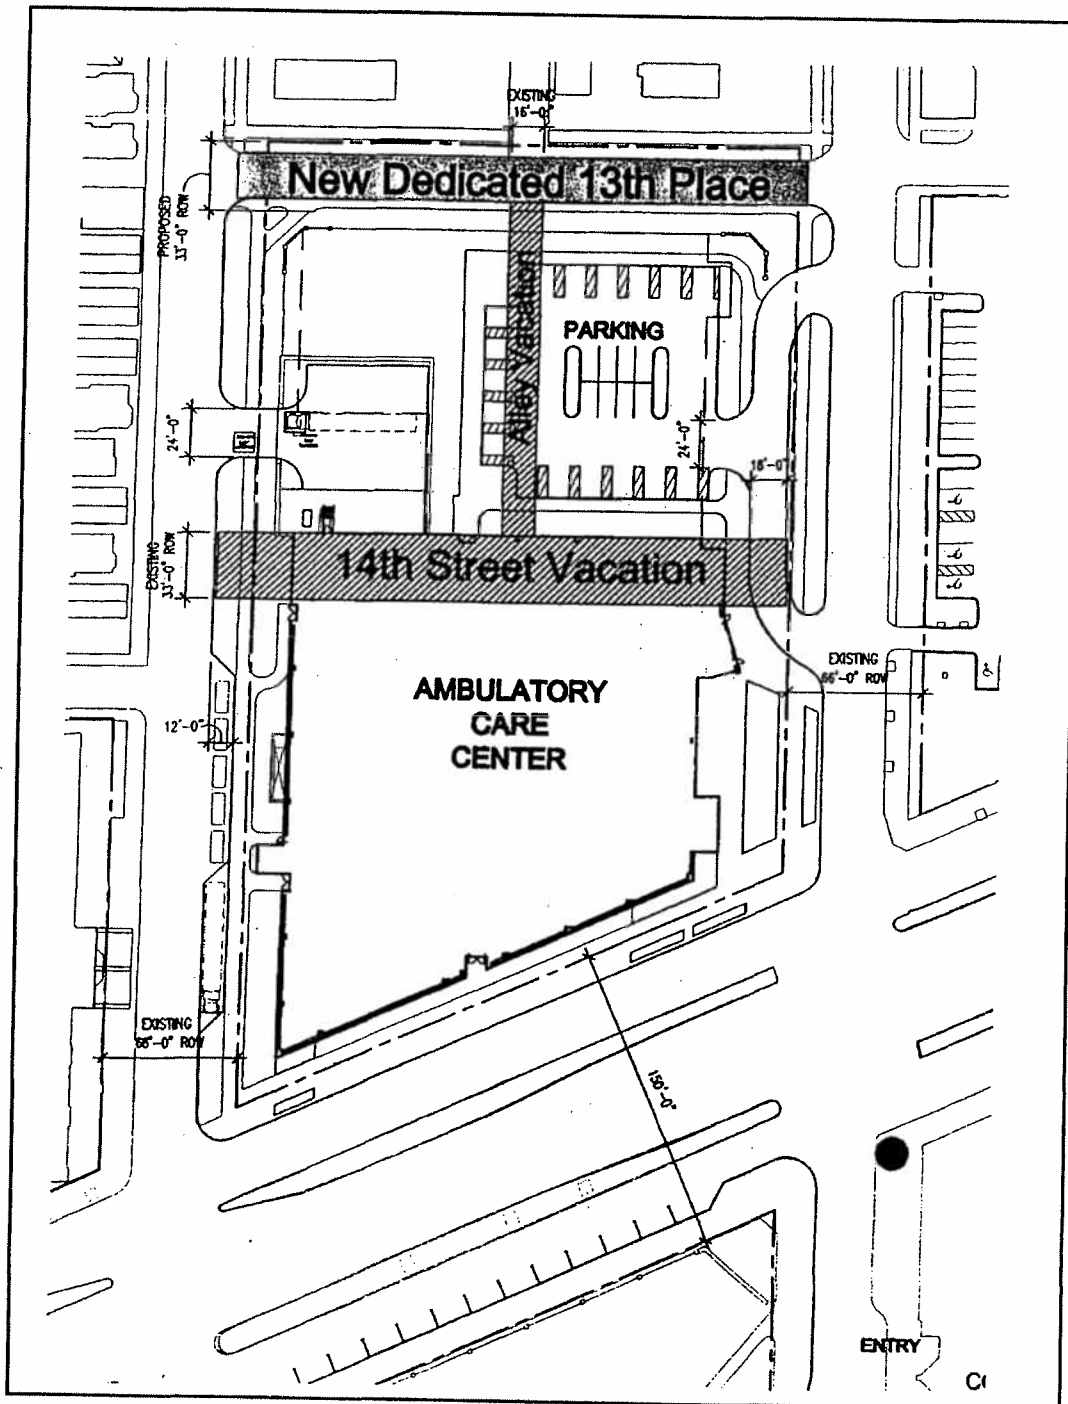 EXISTING
16'-0"
New Dedicated 13th Place
PROPOSED
33'-0" ROW
Alley Vacation
PARKING
24'-0"
24'-0"
18'-0"
EXISTING
33'-0" ROW
14th Street Vacation
EXISTING
66'-0" ROW
AMBULATORY
CARE
CENTER
12'-0"
EXISTING
66'-0" ROW
150'-0"
ENTRY